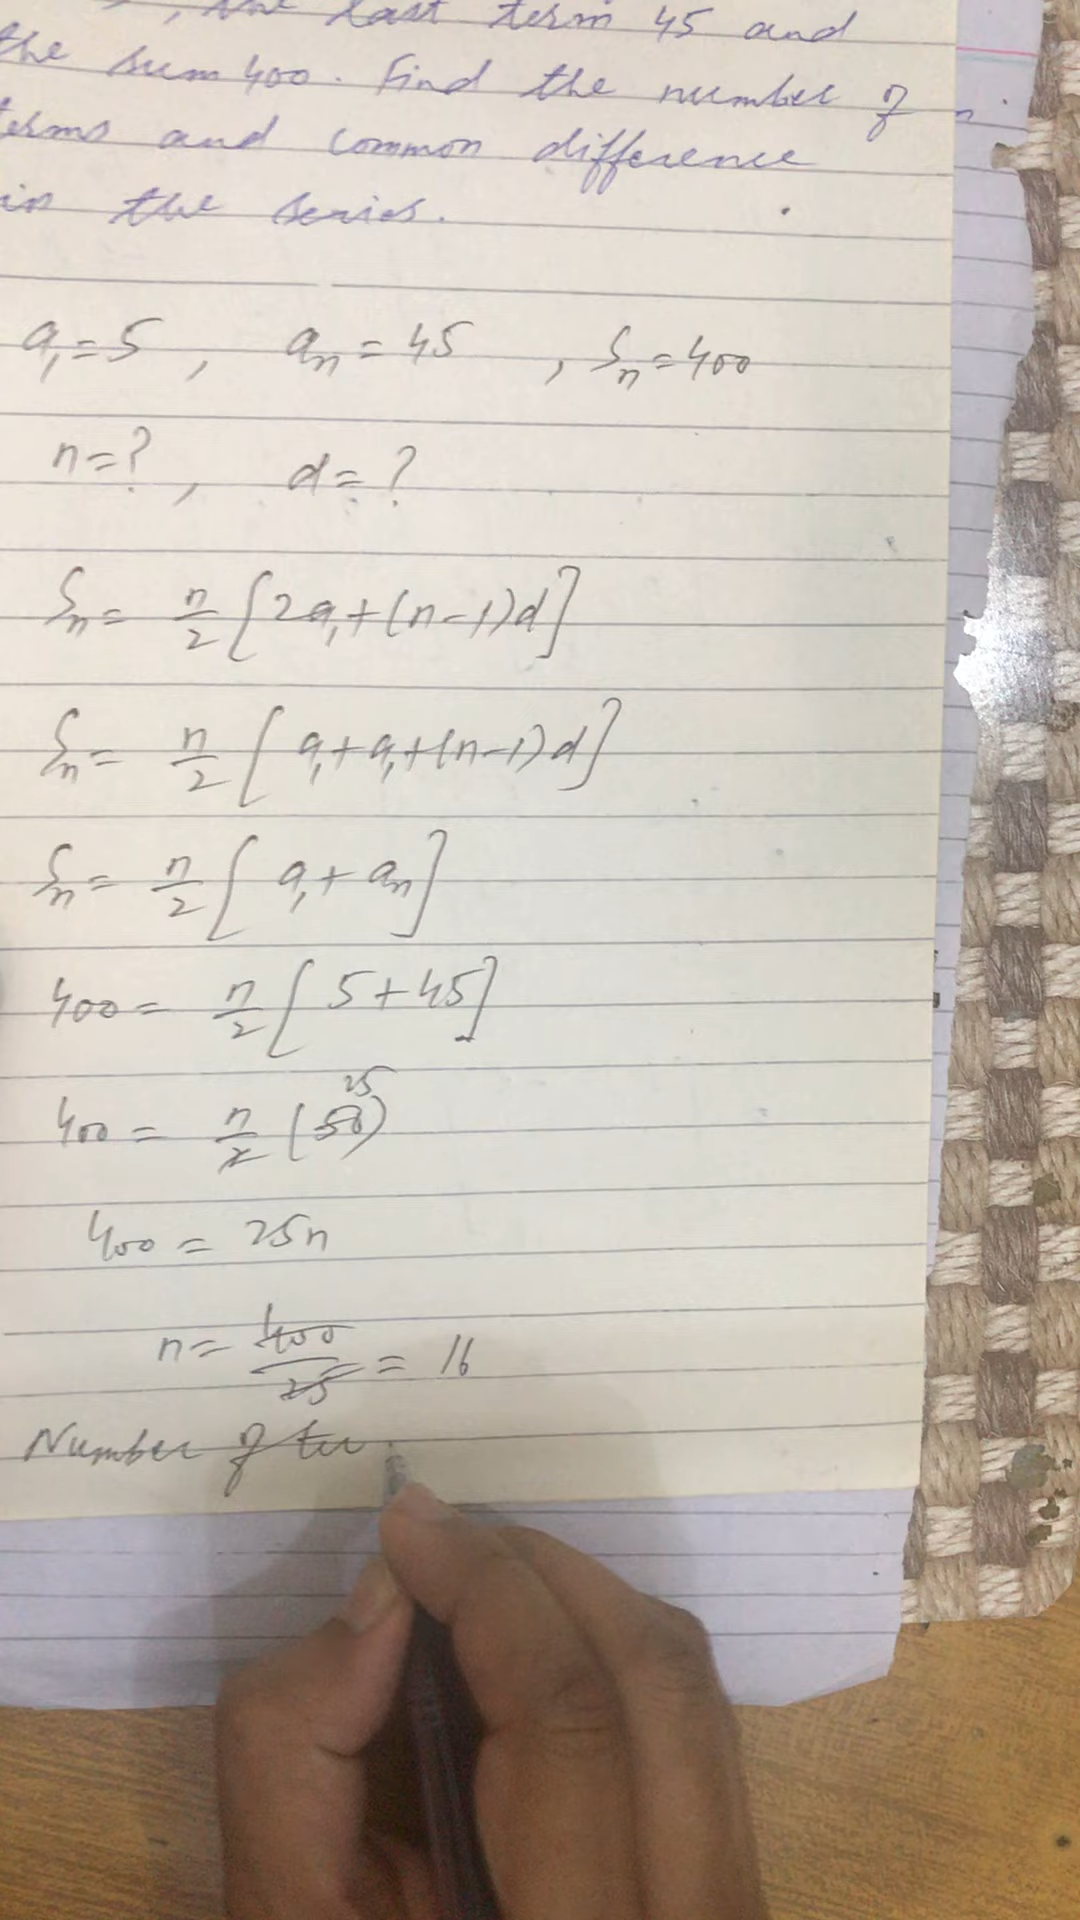 , the last term 45 and
the sum 400. Find the number of
terms and common difference
in the series.
a₁ = 5 , aₙ = 45 , Sₙ = 400
n = ? , d = ?
Sₙ = n/2 [2a₁ + (n-1)d]
Sₙ = n/2 [a₁ + a₁ + (n-1)d]
Sₙ = n/2 [a₁ + aₙ]
400 = n/2 [5 + 45]
25
400 = n/2 (50)
400 = 25n
n = 400/25 = 16
Number of te